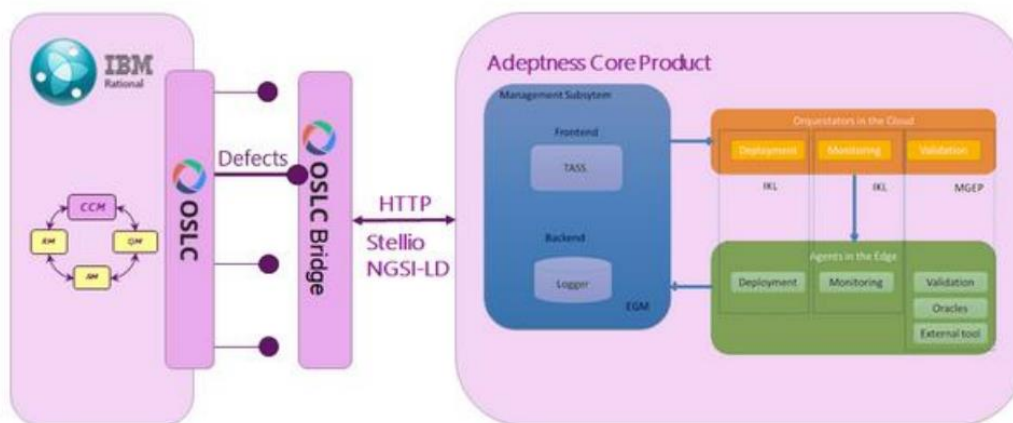 IBM
Rational
CCM
RM
QM
AM
OSLC
Defects
OSLC Bridge
HTTP
Stellio
NGSI-LD
Adeptness Core Product
Management Subsytem
Frontend
TASS
Backend
Logger
EGM
Orquestators in the Cloud
Deployment
Monitoring
Validation
IKL
IKL
MGEP
Agents in the Edge
Deployment
Monitoring
Validation
Oracles
External tool